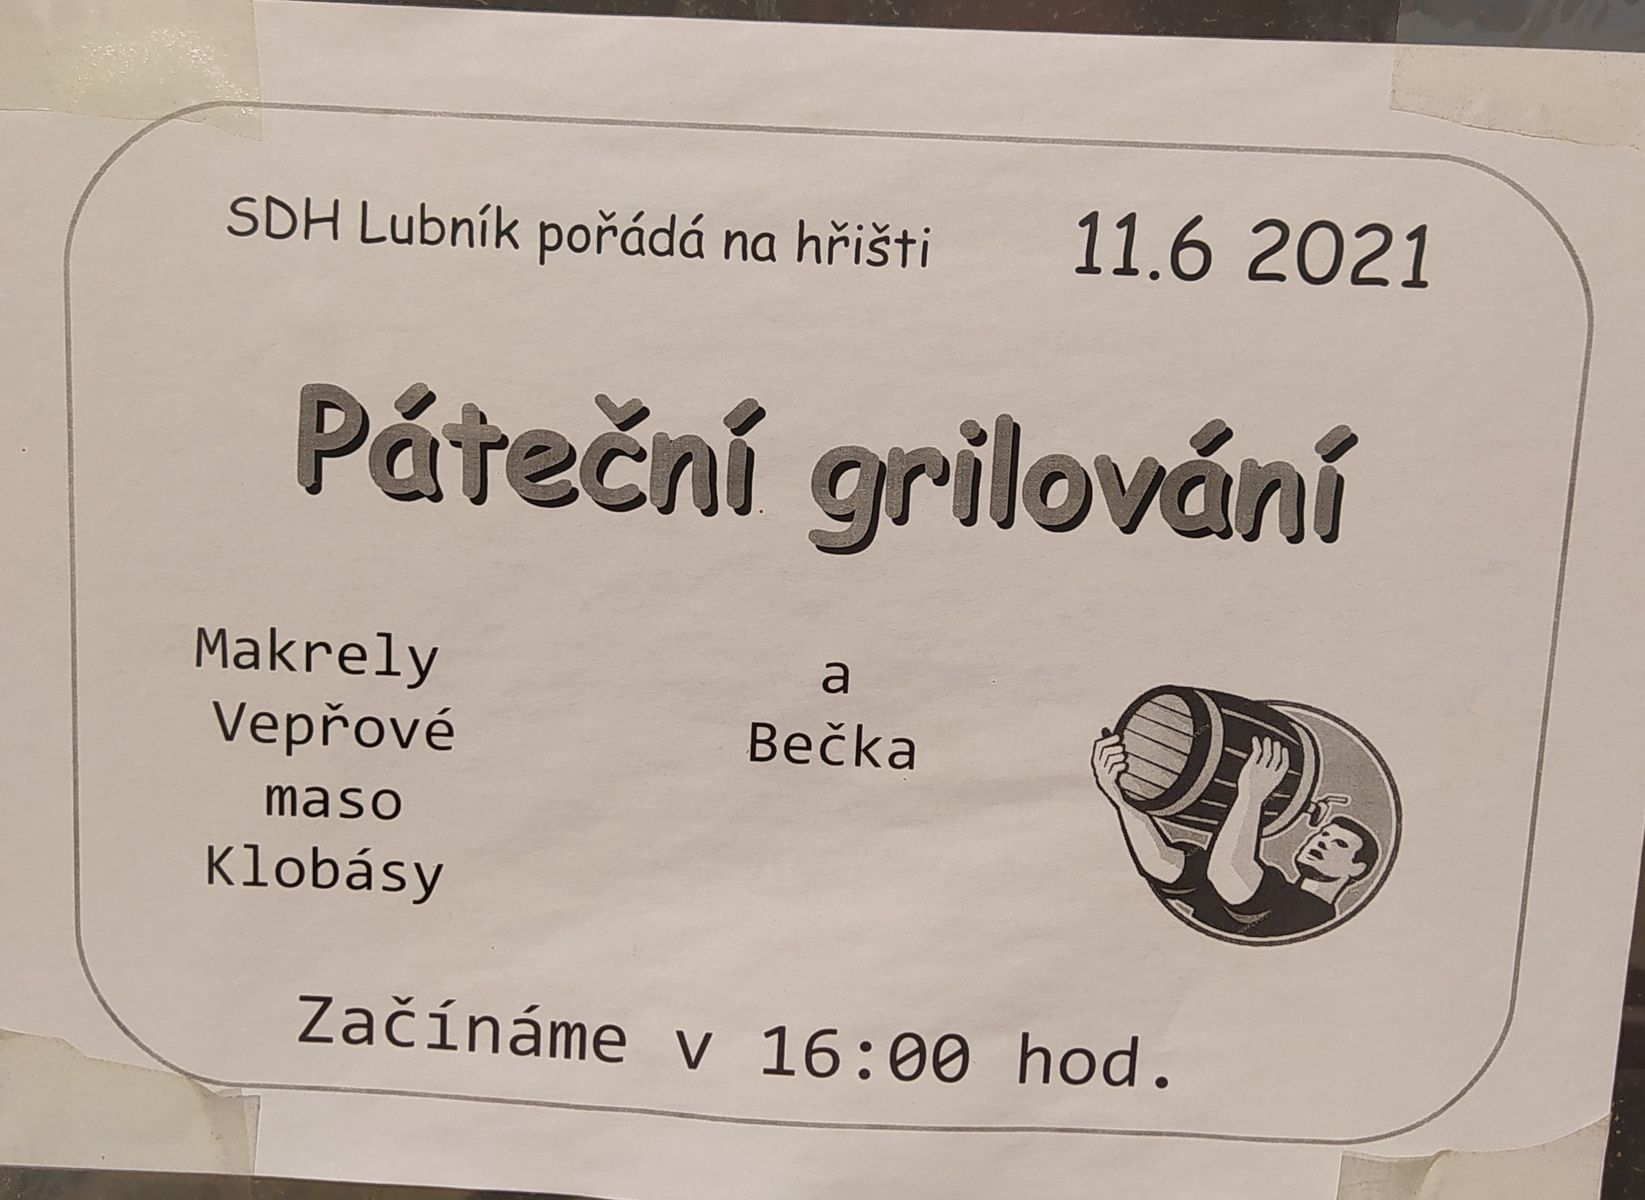 SDH Lubník pořádá na hřišti 11.6 2021
Páteční grilování
Makrely
Vepřové
maso
Klobásy
a
Bečka
Začínáme v 16:00 hod.